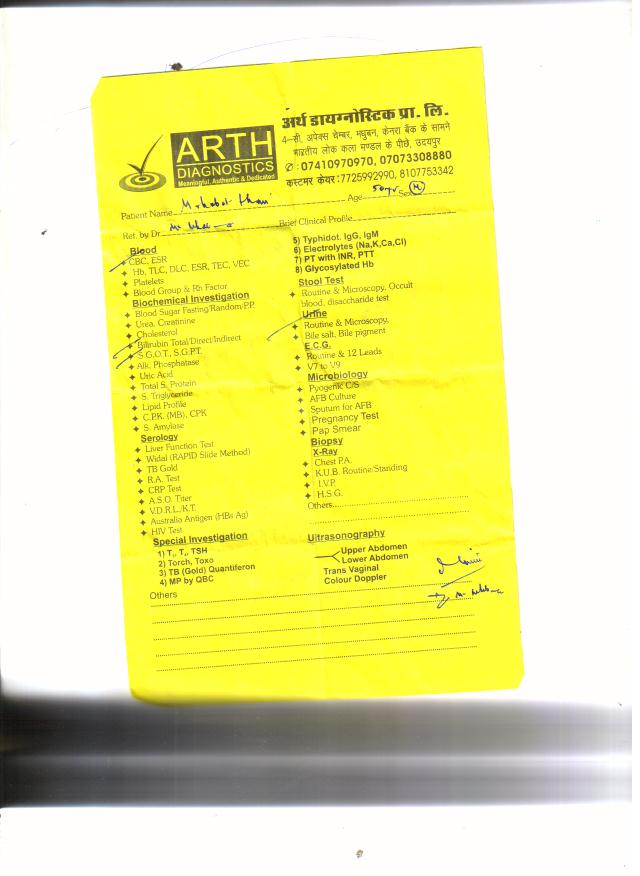 ARTH
DIAGNOSTICS
Meaningful, Authentic & Dedicated
अर्थ डायग्नोस्टिक प्रा. लि.
4-सी, अपेक्स चेम्बर, मधुबन, केनरा बैंक के सामने
भारतीय लोक कला मण्डल के पीछे, उदयपुर
✆ : 07410970970, 07073308880
कस्टमर केयर : 7725992990, 8107753342
Patient Name Age 50yr Sex M
Ref. by Dr. Brief Clinical Profile
Blood
CBC, ESR
Hb, TLC, DLC, ESR, TEC, VEC
Platelets
Blood Group & Rh Factor
Biochemical Investigation
Blood Sugar Fasting/Random/P.P.
Urea, Creatinine
Cholesterol
Bilirubin Total/Direct/Indirect
S.G.O.T., S.G.P.T.
Alk. Phosphatase
Uric Acid
Total S. Protein
S. Triglyceride
Lipid Profile
C.P.K. (MB), CPK
S. Amylase
Serology
Liver Function Test
Widal (RAPID Slide Method)
TB Gold
R.A. Test
CRP Test
A.S.O. Titer
V.D.R.L./K.T.
Australia Antigen (HBs Ag)
HIV Test
Special Investigation
1) T₃, T₄, TSH
2) Torch, Toxo
3) TB (Gold) Quantiferon
4) MP by QBC
5) Typhidot. IgG, IgM
6) Electrolytes (Na,K,Ca,Cl)
7) PT with INR, PTT
8) Glycosylated Hb
Stool Test
Routine & Microscopy, Occult
blood, disaccharide test
Urine
Routine & Microscopy,
Bile salt, Bile pigment
E.C.G.
Routine & 12 Leads
V7 to V9
Microbiology
Pyogenic C/S
AFB Culture
Sputum for AFB
Pregnancy Test
Pap Smear
Biopsy
X-Ray
Chest P.A.
K.U.B. Routine/Standing
I.V.P.
H.S.G.
Others
Ultrasonography
Upper Abdomen
Lower Abdomen
Trans Vaginal
Colour Doppler
Others